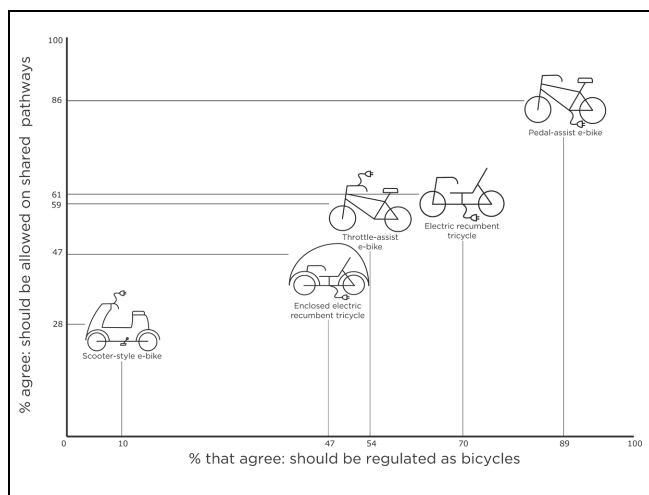 100
% agree: should be allowed on shared pathways
86
Pedal-assist e-bike
61
59
Electric recumbent
tricycle
Throttle-assist
e-bike
47
Enclosed electric
recumbent tricycle
28
Scooter-style e-bike
0
10
47
54
70
89
100
% that agree: should be regulated as bicycles